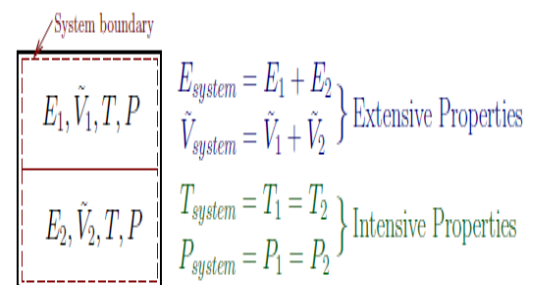 System boundary
E₁, Ṽ₁, T, P
E₂, Ṽ₂, T, P
E_system = E₁ + E₂
Ṽ_system = Ṽ₁ + Ṽ₂
} Extensive Properties
T_system = T₁ = T₂
P_system = P₁ = P₂
} Intensive Properties